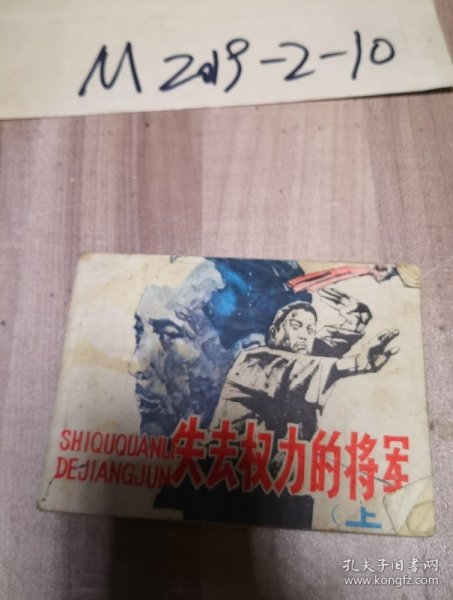 M2019-2-10
SHIQUQUANLI
DEJIANGJUN
失去权力的将军
（上
孔夫子旧书网
www.kongfz.com